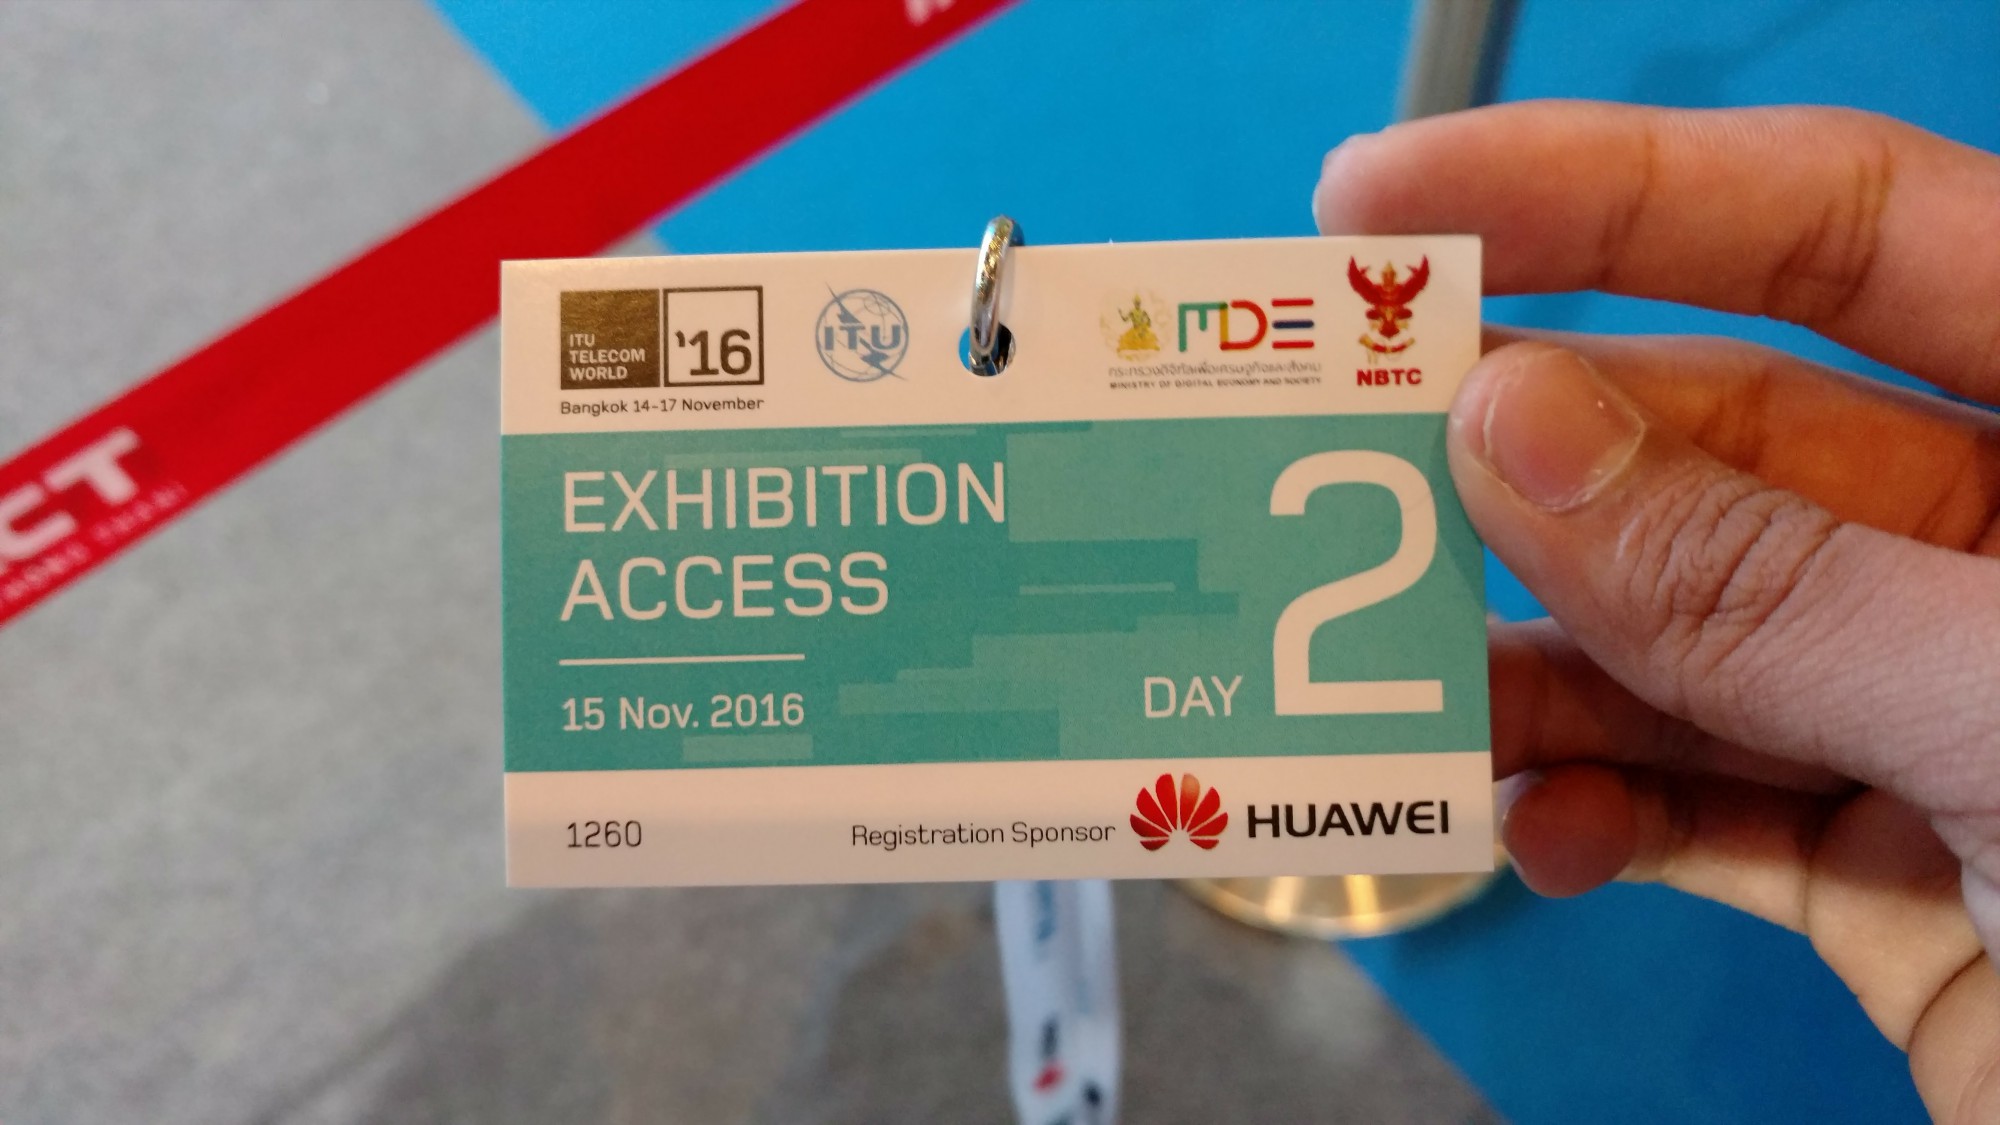 ITU
TELECOM
WORLD
'16
Bangkok 14-17 November
ITU
MDE
กระทรวงดิจิทัลเพื่อเศรษฐกิจและสังคม
MINISTRY OF DIGITAL ECONOMY AND SOCIETY
NBTC
EXHIBITION
ACCESS
15 Nov. 2016
DAY 2
1260
Registration Sponsor
HUAWEI